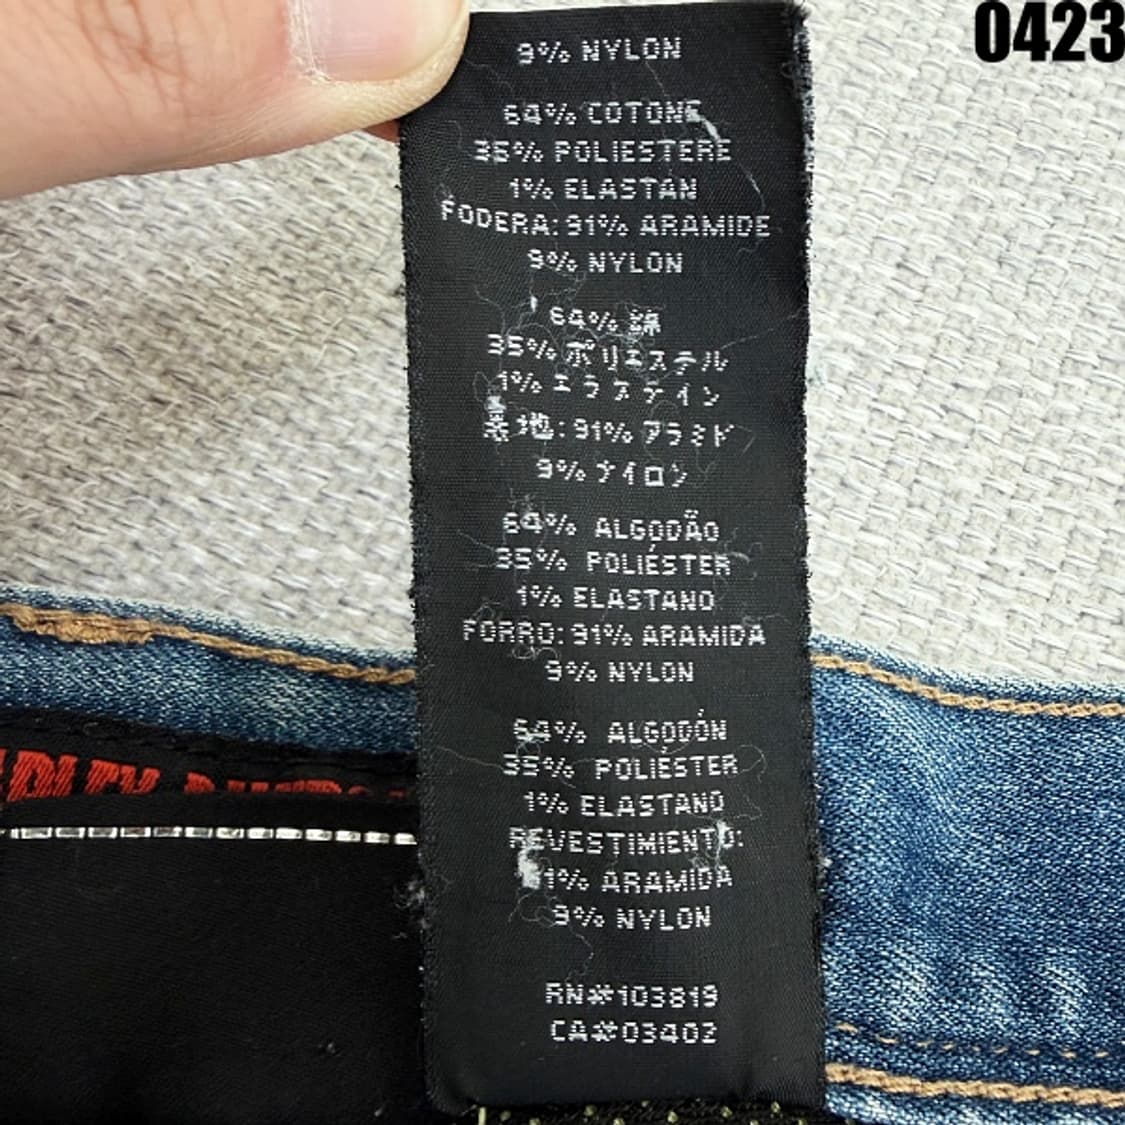 0423
9% NYLON
64% COTONE
35% POLIESTERE
1% ELASTAN
FODERA: 91% ARAMIDE
9% NYLON
64% 綿
35% ポリエステル
1% エラステイン
裏地: 91% アラミド
9% ナイロン
64% ALGODÃO
35% POLIÉSTER
1% ELASTANO
FORRO: 91% ARAMIDA
9% NYLON
64% ALGODÓN
35% POLIÉSTER
1% ELASTANO
REVESTIMIENTO:
91% ARAMIDA
9% NYLON
RN#103819
CA#03402